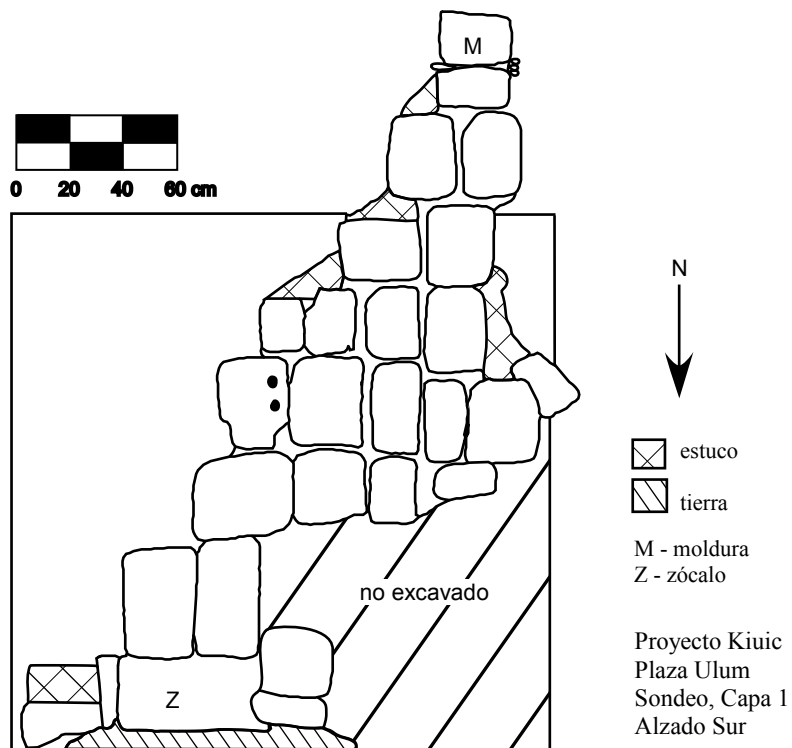 M
0 20 40 60 cm
N
estuco
tierra
M - moldura
Z - zócalo
no excavado
Z
Proyecto Kiuic
Plaza Ulum
Sondeo, Capa 1
Alzado Sur